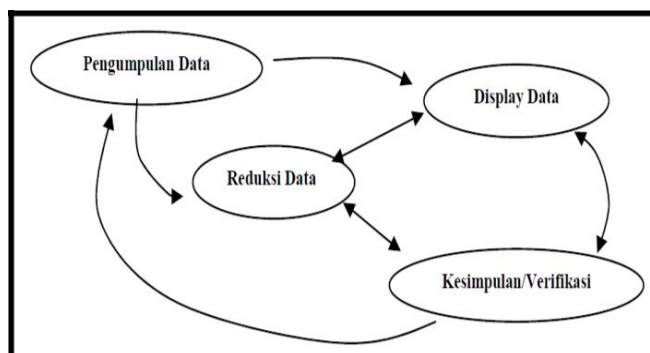 Pengumpulan Data
Display Data
Reduksi Data
Kesimpulan/Verifikasi